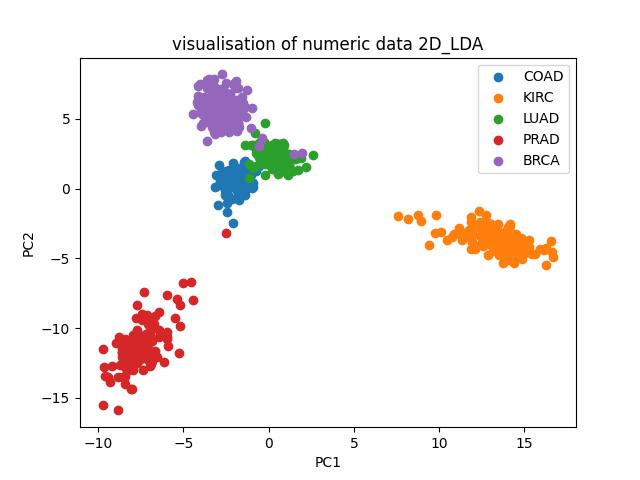 visualisation of numeric data 2D_LDA
COAD
KIRC
LUAD
PRAD
BRCA
PC2
5
0
−5
−10
−15
−10
−5
0
5
10
15
PC1